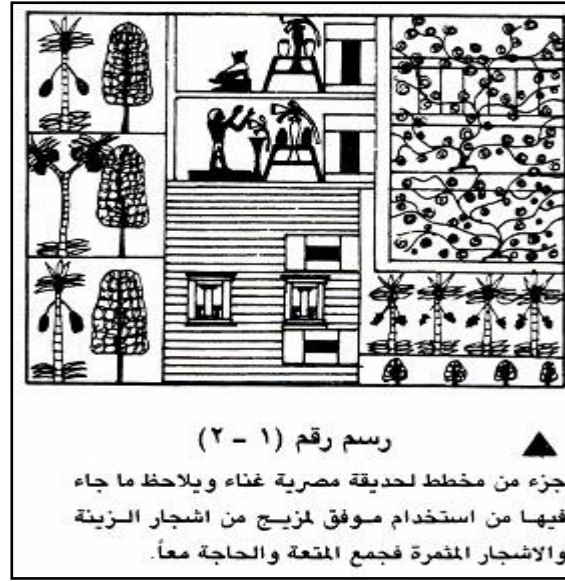 رسم رقم (١ - ٢)
جزء من مخطط لحديقة مصرية غناء ويلاحظ ما جاء
فيها من استخدام موفق لمزيج من اشجار الزينة
والاشجار المثمرة فجمع المتعة والحاجة معاً.